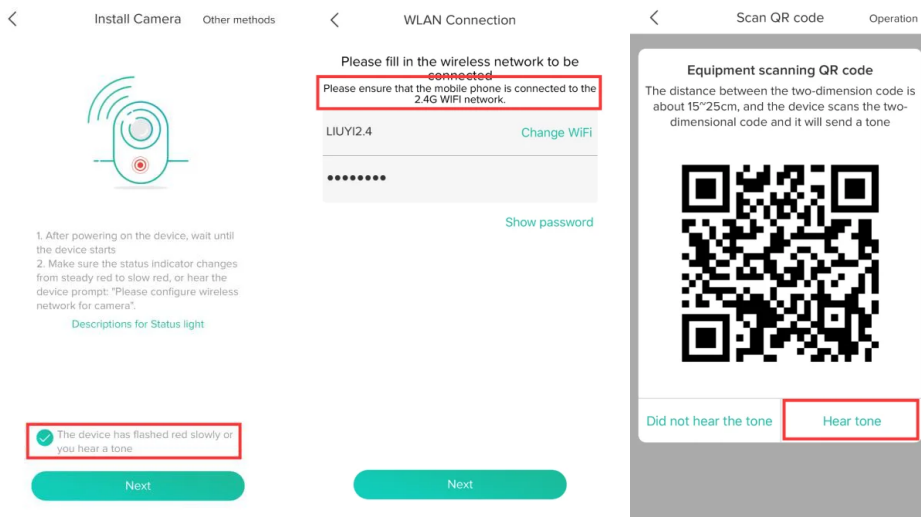 Install Camera
Other methods
1. After powering on the device, wait until
the device starts
2. Make sure the status indicator changes
from steady red to slow red, or hear the
device prompt: "Please configure wireless
network for camera".
Descriptions for Status light
The device has flashed red slowly or
you hear a tone
Next
WLAN Connection
Please fill in the wireless network to be
connected
Please ensure that the mobile phone is connected to the
2.4G WIFI network.
LIUYI2.4
Change WiFi
••••••••
Show password
Next
Scan QR code
Operation
Equipment scanning QR code
The distance between the two-dimension code is
about 15~25cm, and the device scans the two-
dimensional code and it will send a tone
Did not hear the tone
Hear tone